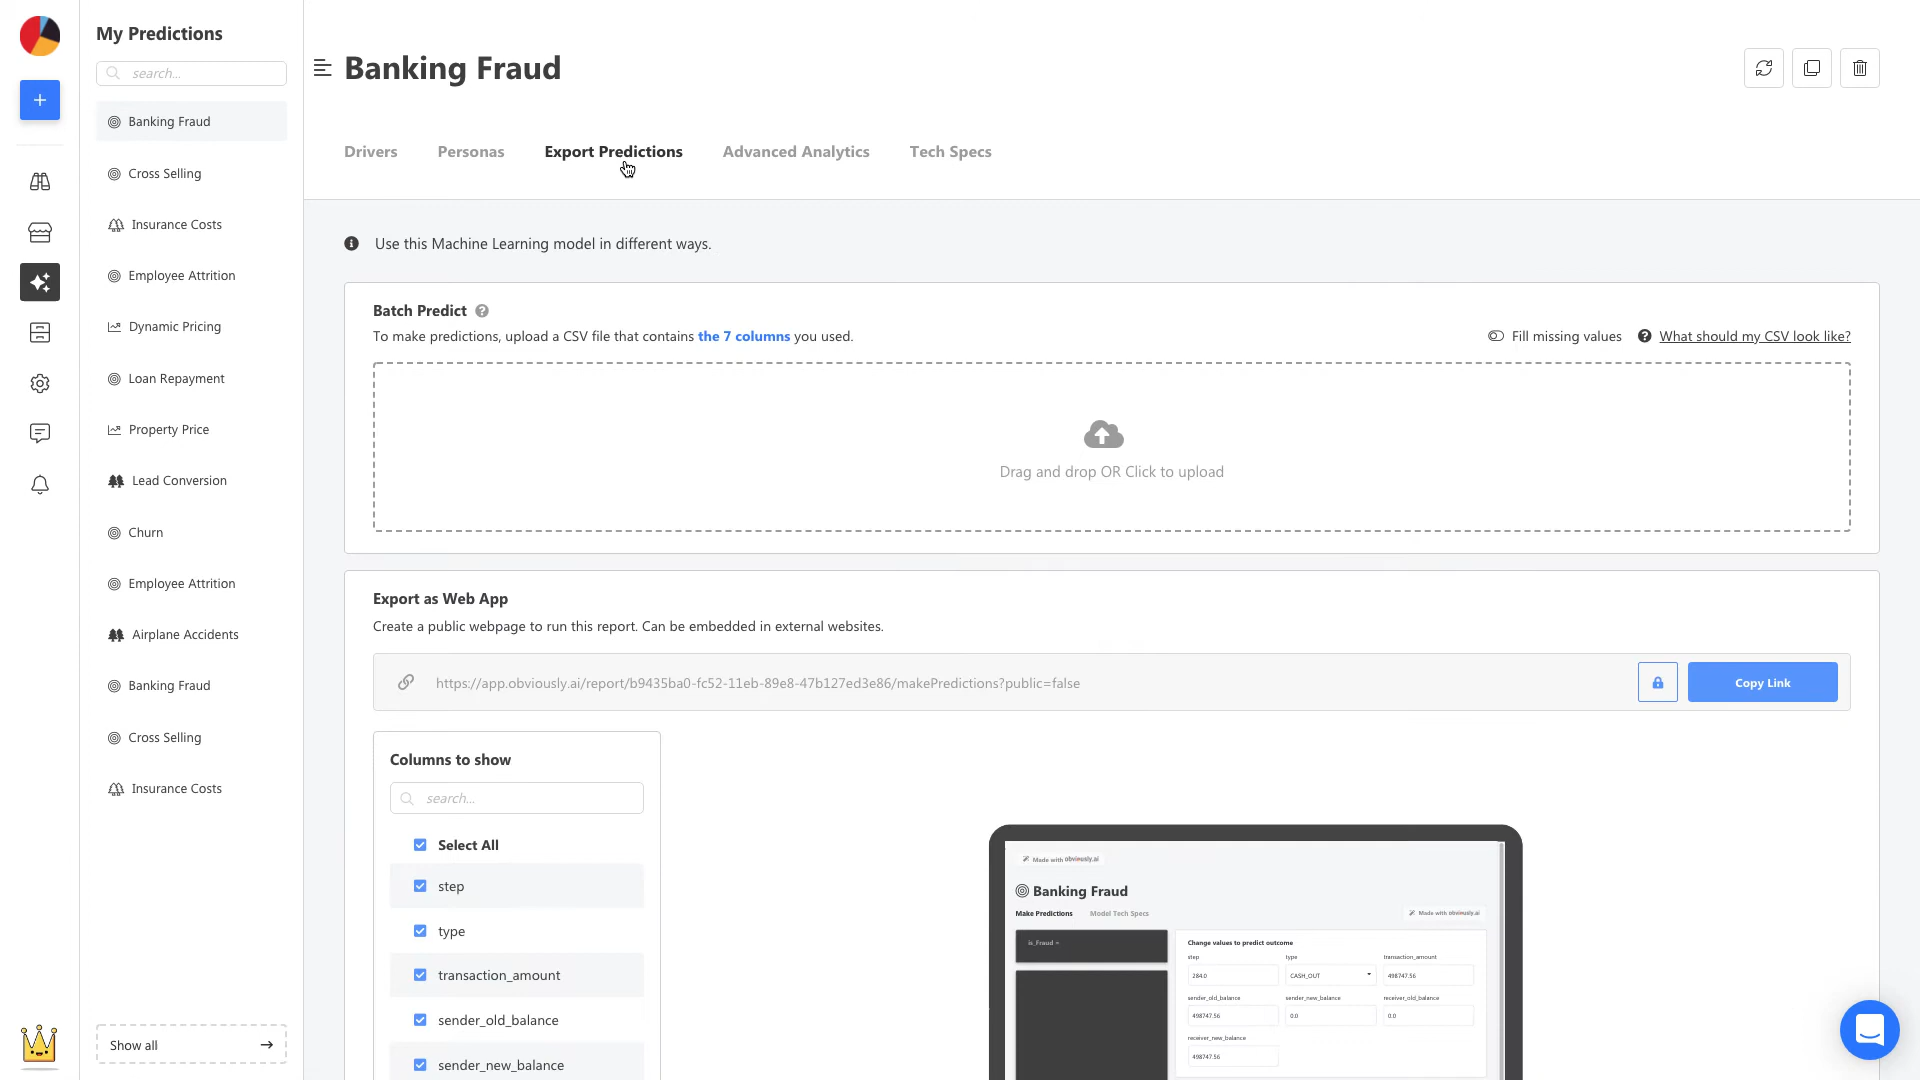 My Predictions
search...
Banking Fraud
Cross Selling
Insurance Costs
Employee Attrition
Dynamic Pricing
Loan Repayment
Property Price
Lead Conversion
Churn
Employee Attrition
Airplane Accidents
Banking Fraud
Cross Selling
Insurance Costs
Show all
Banking Fraud
Drivers
Personas
Export Predictions
Advanced Analytics
Tech Specs
Use this Machine Learning model in different ways.
Batch Predict
To make predictions, upload a CSV file that contains the 7 columns you used.
Fill missing values
What should my CSV look like?
Drag and drop OR Click to upload
Export as Web App
Create a public webpage to run this report. Can be embedded in external websites.
https://app.obviously.ai/report/b9435ba0-fc52-11eb-89e8-47b127ed3e86/makePredictions?public=false
Copy Link
Columns to show
search...
Select All
step
type
transaction_amount
sender_old_balance
sender_new_balance
Made with obviously.ai
Banking Fraud
Make Predictions
Model Tech Specs
Made with obviously.ai
is_Fraud =
Change values to predict outcome
step type transaction_amount
284.0 CASH_OUT 498747.56
sender_old_balance sender_new_balance receiver_old_balance
498747.56 0.0 0.0
receiver_new_balance
498747.56